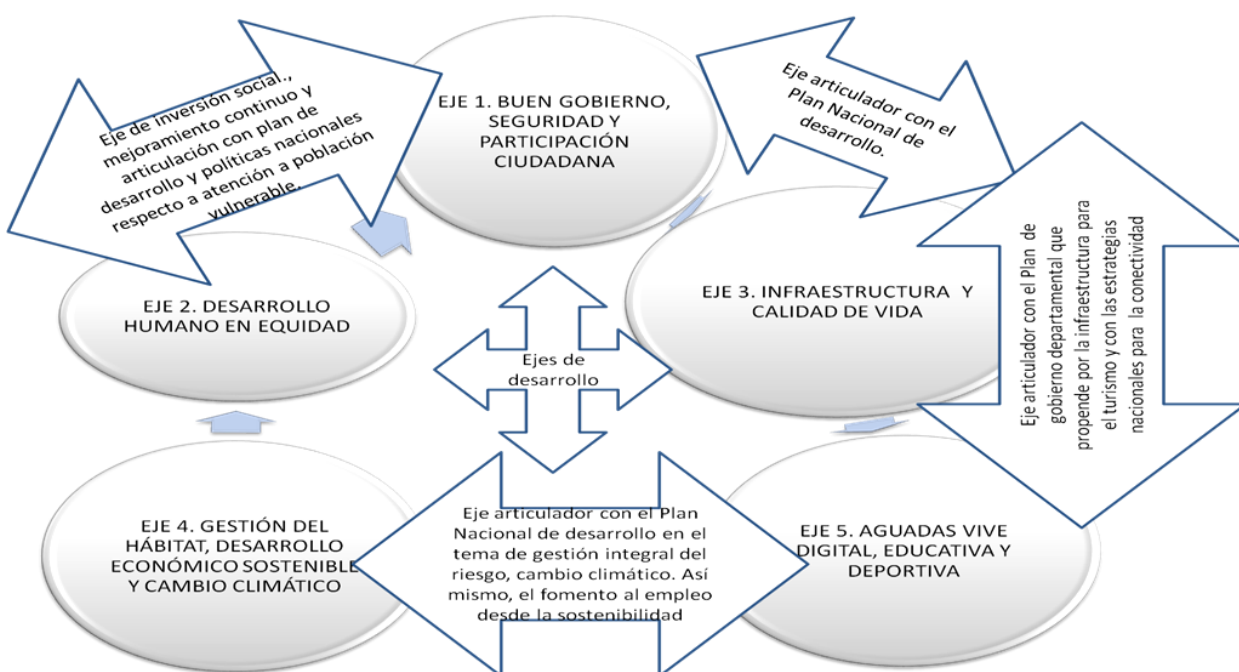 EJE 1. BUEN GOBIERNO,
SEGURIDAD Y
PARTICIPACIÓN
CIUDADANA
Eje de inversión social.,
mejoramiento continuo y
articulación con plan de
desarrollo y políticas nacionales
respecto a atención a población
vulnerable.
Eje articulador con el
Plan Nacional de
desarrollo.
EJE 2. DESARROLLO
HUMANO EN EQUIDAD
EJE 3. INFRAESTRUCTURA Y
CALIDAD DE VIDA
Eje articulador con el Plan de
gobierno departamental que
propende por la infraestructura para
el turismo y con las estrategias
nacionales para la conectividad
Ejes de
desarrollo
EJE 4. GESTIÓN DEL
HÁBITAT, DESARROLLO
ECONÓMICO SOSTENIBLE
Y CAMBIO CLIMÁTICO
Eje articulador con el Plan
Nacional de desarrollo en el
tema de gestión integral del
riesgo, cambio climático. Así
mismo, el fomento al empleo
desde la sostenibilidad
EJE 5. AGUADAS VIVE
DIGITAL, EDUCATIVA Y
DEPORTIVA